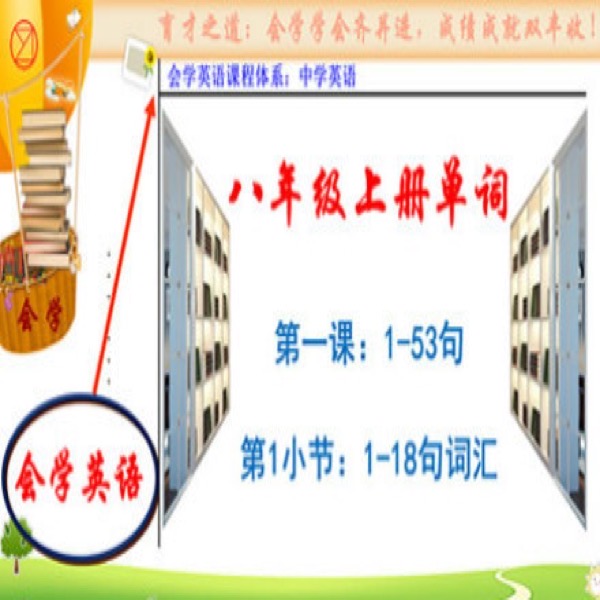 育才之道：会学学会齐并进，成绩成就双丰收！
会学英语课程体系：中学英语
八年级上册单词
第一课：1-53句
第1小节：1-18句词汇
会学
会学英语